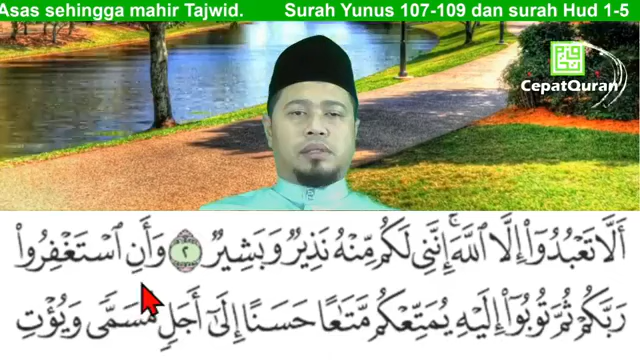 Asas sehingga mahir Tajwid. Surah Yunus 107-109 dan surah Hud 1-5
CepatQuran
أَلَّا تَعْبُدُوٓا۟ إِلَّا ٱللَّهَ ۚ إِنَّنِى لَكُم مِّنْهُ نَذِيرٌ وَبَشِيرٌ ٢ وَأَنِ ٱسْتَغْفِرُوا۟
رَبَّكُمْ ثُمَّ تُوبُوٓا۟ إِلَيْهِ يُمَتِّعْكُم مَّتَـٰعًا حَسَنًا إِلَىٰٓ أَجَلٍ مُّسَمًّى وَيُؤْتِ